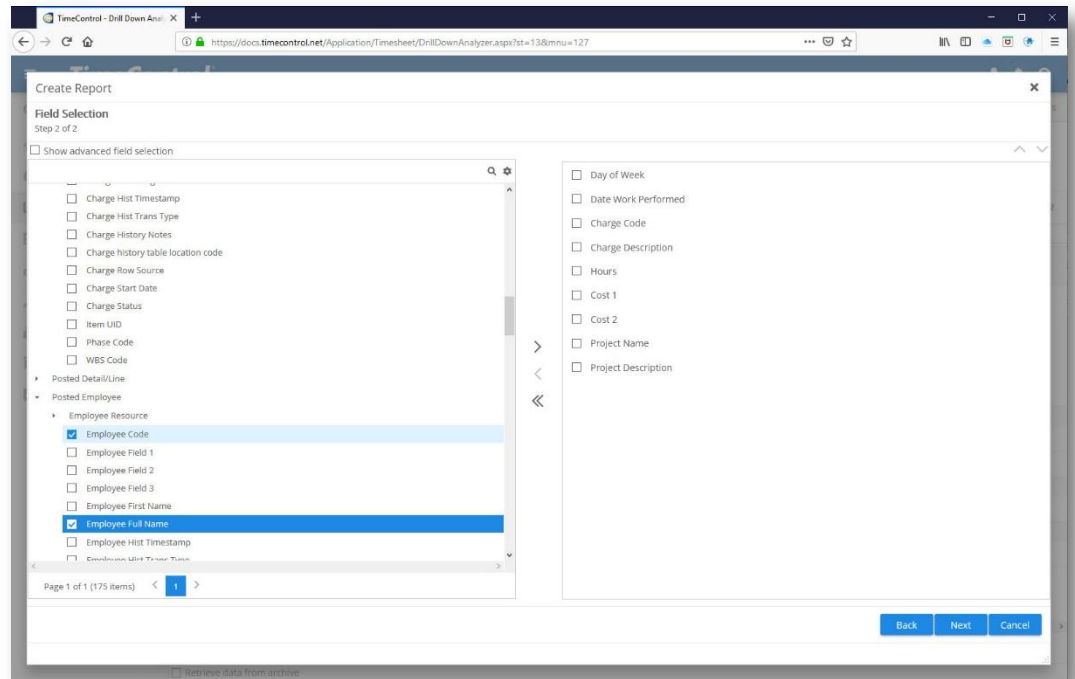 TimeControl - Drill Down Anal
https://docs.timecontrol.net/Application/Timesheet/DrillDownAnalyzer.aspx?st=13&mnu=127
TimeControl
Create Report
Field Selection
Step 2 of 2
Show advanced field selection
Charge Hist Timestamp
Charge Hist Trans Type
Charge History Notes
Charge history table location code
Charge Row Source
Charge Start Date
Charge Status
Item UID
Phase Code
WBS Code
Posted Detail/Line
Posted Employee
Employee Resource
Employee Code
Employee Field 1
Employee Field 2
Employee Field 3
Employee First Name
Employee Full Name
Employee Hist Timestamp
Employee Hist Trans Type
Page 1 of 1 (175 items) 1
Day of Week
Date Work Performed
Charge Code
Charge Description
Hours
Cost 1
Cost 2
Project Name
Project Description
Back Next Cancel
Retrieve data from archive